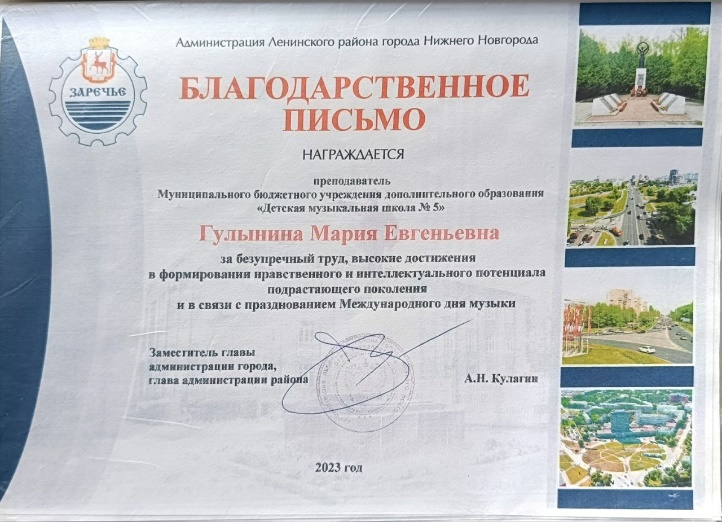 Администрация Ленинского района города Нижнего Новгорода
ЗАРЕЧЬЕ
БЛАГОДАРСТВЕННОЕ
ПИСЬМО
НАГРАЖДАЕТСЯ
преподаватель
Муниципального бюджетного учреждения дополнительного образования
«Детская музыкальная школа № 5»
Гулынина Мария Евгеньевна
за безупречный труд, высокие достижения
в формирования нравственного и интеллектуального потенциала
подрастающего поколения
и в связи с празднованием Международного дня музыки
Заместитель главы
администрации города,
глава администрации района
А.Н. Кулагин
2023 год